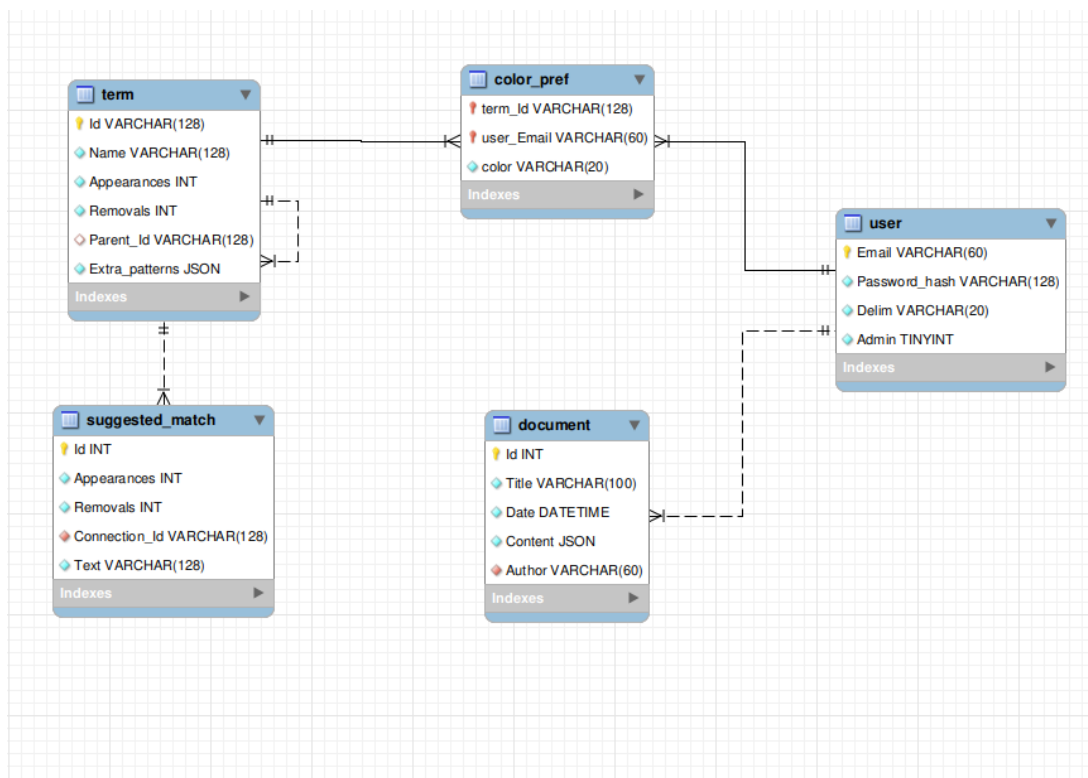 term
Id VARCHAR(128)
Name VARCHAR(128)
Appearances INT
Removals INT
Parent_Id VARCHAR(128)
Extra_patterns JSON
Indexes
color_pref
term_Id VARCHAR(128)
user_Email VARCHAR(60)
color VARCHAR(20)
Indexes
user
Email VARCHAR(60)
Password_hash VARCHAR(128)
Delim VARCHAR(20)
Admin TINYINT
Indexes
suggested_match
Id INT
Appearances INT
Removals INT
Connection_Id VARCHAR(128)
Text VARCHAR(128)
Indexes
document
Id INT
Title VARCHAR(100)
Date DATETIME
Content JSON
Author VARCHAR(60)
Indexes